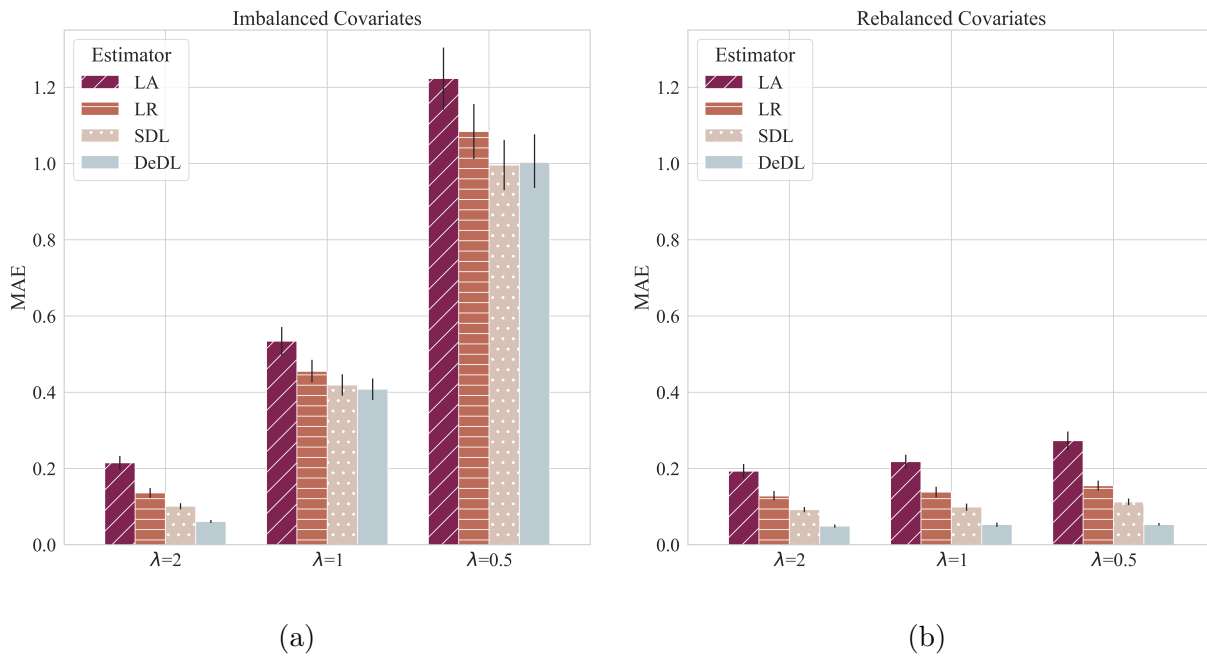 Imbalanced Covariates
Estimator
LA
LR
SDL
DeDL
MAE
1.2
1.0
0.8
0.6
0.4
0.2
0.0
λ=2
λ=1
λ=0.5
(a)
Rebalanced Covariates
Estimator
LA
LR
SDL
DeDL
MAE
1.2
1.0
0.8
0.6
0.4
0.2
0.0
λ=2
λ=1
λ=0.5
(b)